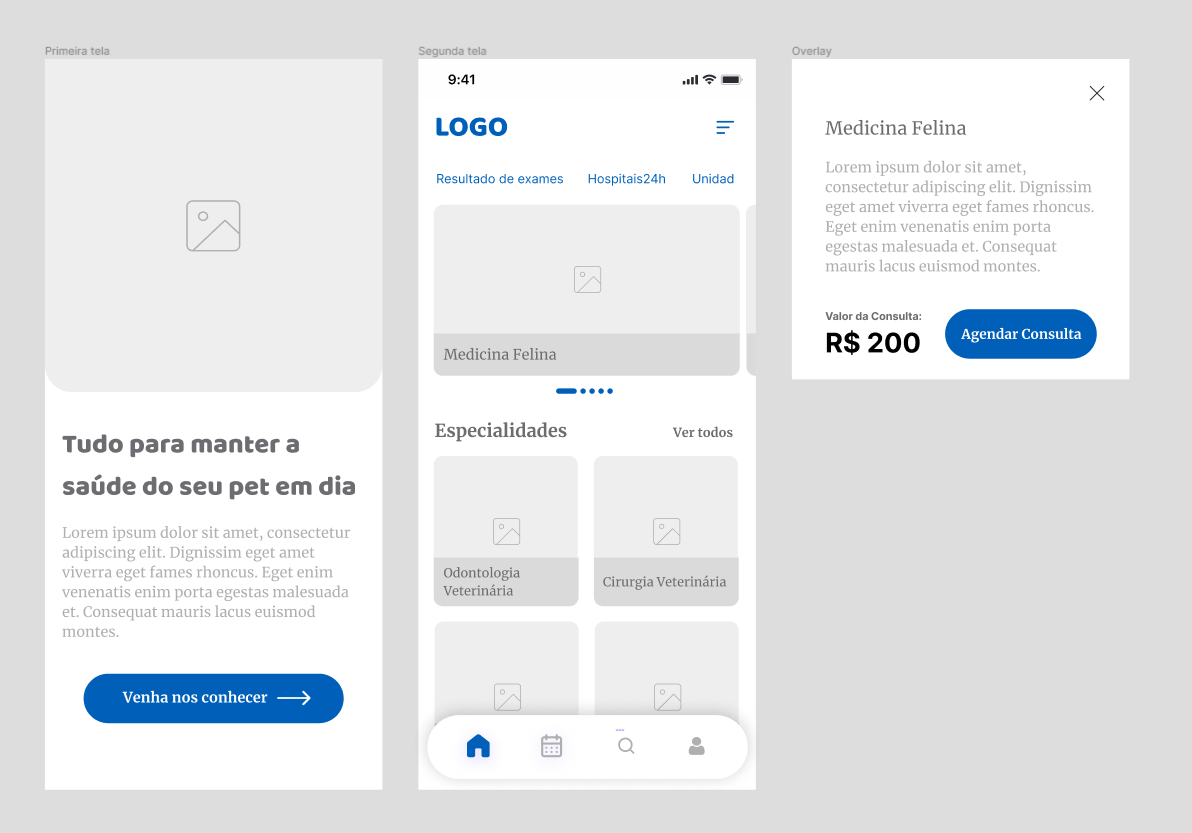 Primeira tela
Tudo para manter a
saúde do seu pet em dia
Lorem ipsum dolor sit amet, consectetur
adipiscing elit. Dignissim eget amet
viverra eget fames rhoncus. Eget enim
venenatis enim porta egestas malesuada
et. Consequat mauris lacus euismod
montes.
Venha nos conhecer
Segunda tela
9:41
LOGO
Resultado de exames Hospitais24h Unidad
Medicina Felina
Especialidades Ver todos
Odontologia
Veterinária
Cirurgia Veterinária
Overlay
Medicina Felina
Lorem ipsum dolor sit amet,
consectetur adipiscing elit. Dignissim
eget amet viverra eget fames rhoncus.
Eget enim venenatis enim porta
egestas malesuada et. Consequat
mauris lacus euismod montes.
Valor da Consulta:
R$ 200
Agendar Consulta